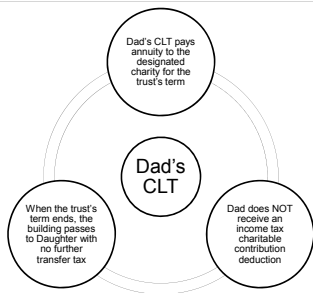 Dad's CLT pays
annuity to the
designated
charity for the
trust's term
Dad's
CLT
When the trust's
term ends, the
building passes
to Daughter with
no further
transfer tax
Dad does NOT
receive an
income tax
charitable
contribution
deduction